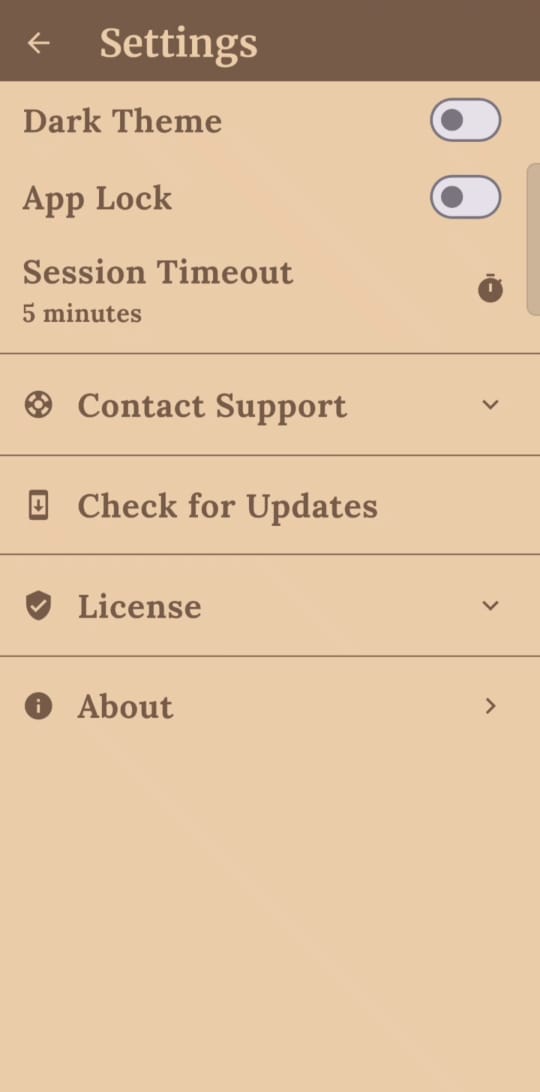 Settings
Dark Theme
App Lock
Session Timeout
5 minutes
Contact Support
Check for Updates
License
About